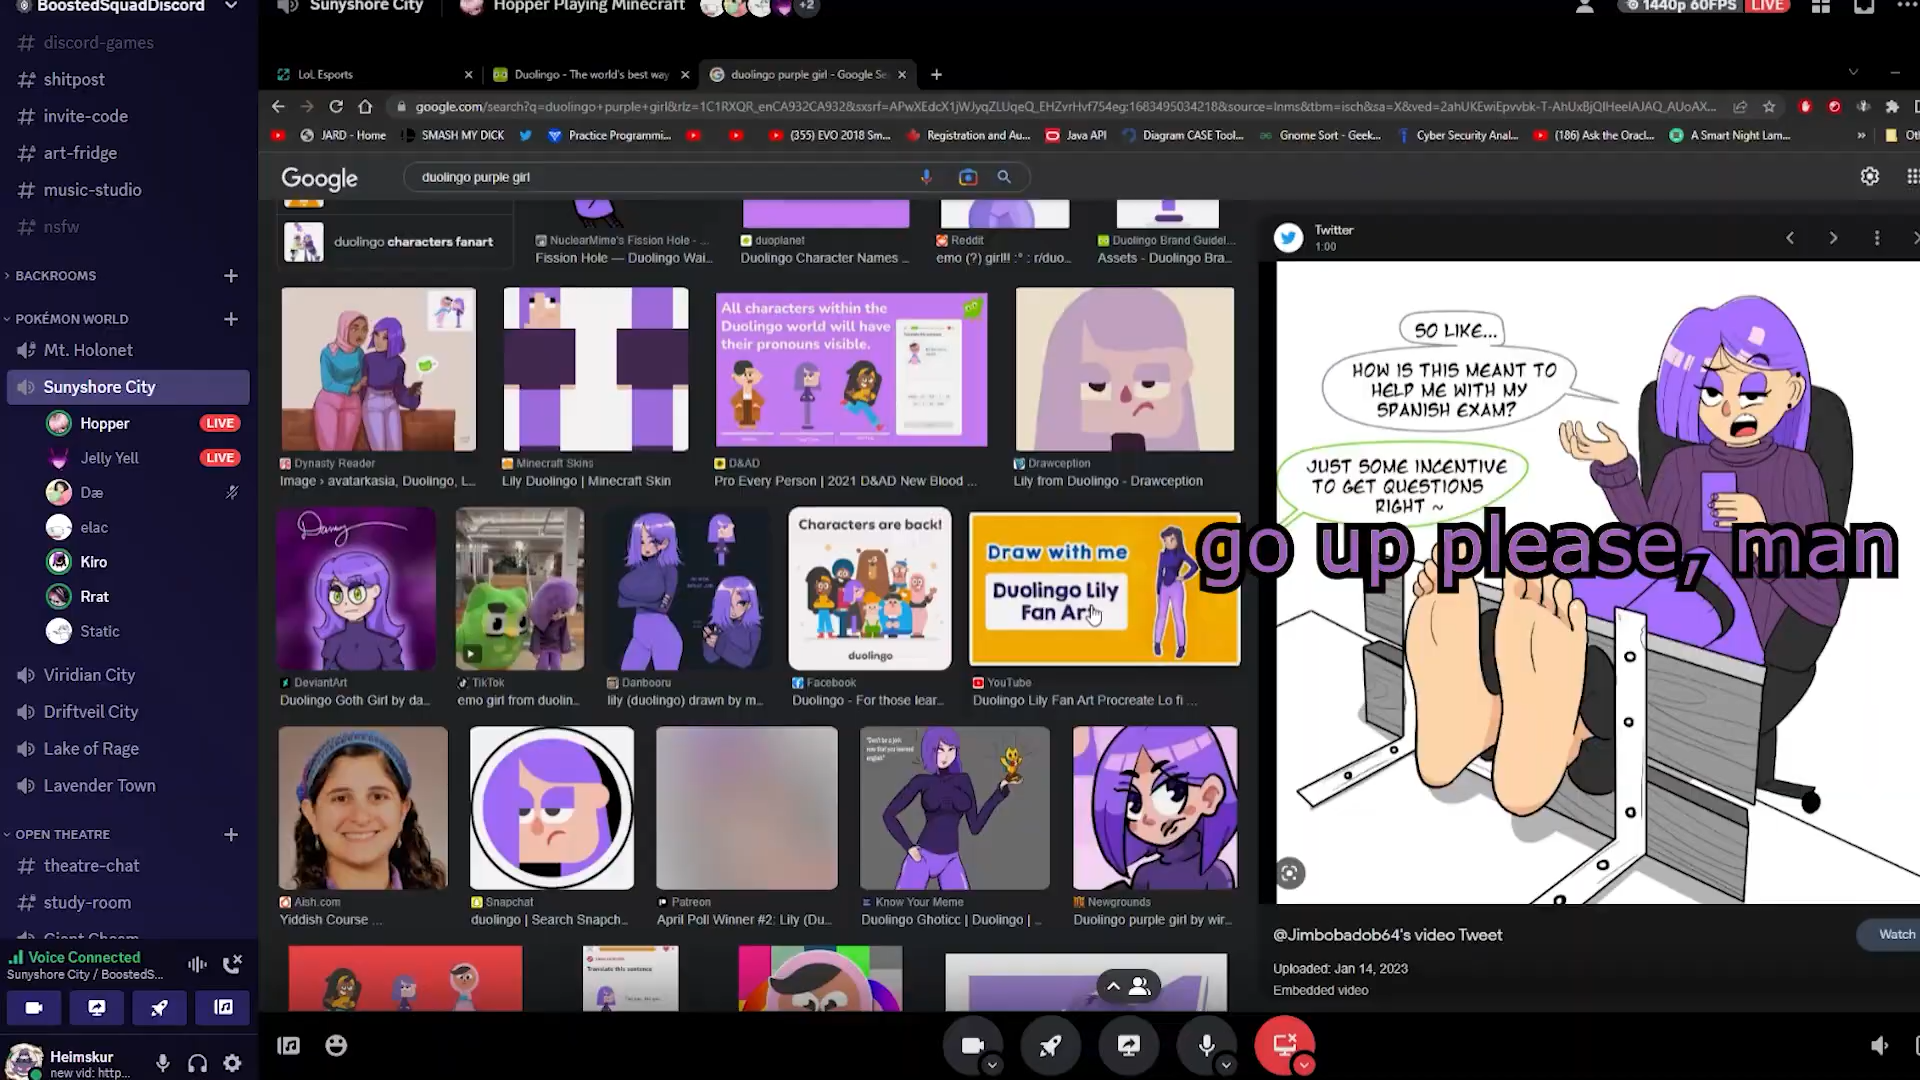 BoostedSquadDiscord
discord-games
shitpost
invite-code
art-fridge
music-studio
nsfw
BACKROOMS
POKÉMON WORLD
Mt. Holonet
Sunyshore City
Hopper LIVE
Jelly Yell LIVE
Dæ
elac
Kiro
Rrat
Static
Viridian City
Driftveil City
Lake of Rage
Lavender Town
OPEN THEATRE
theatre-chat
study-room
Voice Connected
Sunyshore City / BoostedS...
Heimskur
new vid: http...
Sunyshore City
Hopper Playing Minecraft
+2
1440p 60FPS LIVE
LoL Esports
Duolingo - The world's best way
duolingo purple girl - Google Se
JARD - Home
SMASH MY DICK
Practice Programmi...
(355) EVO 2018 Sm...
Registration and Au...
Java API
Diagram CASE Tool...
Gnome Sort - Geek...
Cyber Security Anal...
(186) Ask the Oracl...
A Smart Night Lam...
Google
duolingo purple girl
duolingo characters fanart
NuclearMime's Fission Hole - ...
Fission Hole — Duolingo Wai...
duoplanet
Duolingo Character Names ...
Reddit
emo (?) girl!!! :° : r/duo...
Duolingo Brand Guidel...
Assets - Duolingo Bra...
All characters within the
Duolingo world will have
their pronouns visible.
Dynasty Reader
Image › avatarkasia, Duolingo, L...
Minecraft Skins
Lily Duolingo | Minecraft Skin
D&AD
Pro Every Person | 2021 D&AD New Blood ...
Drawception
Lily from Duolingo - Drawception
Characters are back!
duolingo
Draw with me
Duolingo Lily
Fan Art
DeviantArt
Duolingo Goth Girl by da...
TikTok
emo girl from duolin...
Danbooru
lily (duolingo) drawn by m...
Facebook
Duolingo - For those lear...
YouTube
Duolingo Lily Fan Art Procreate Lo fi ...
Aish.com
Yiddish Course ...
Snapchat
duolingo | Search Snapch...
Patreon
April Poll Winner #2: Lily (Du...
Know Your Meme
Duolingo Gholicc | Duolingo | ...
Newgrounds
Duolingo purple girl by wir...
Translate this sentence
Twitter
1:00
SO LIKE...
HOW IS THIS MEANT TO
HELP ME WITH MY
SPANISH EXAM?
JUST SOME INCENTIVE
TO GET QUESTIONS
RIGHT ~
go up please, man
@Jimbobadob64's video Tweet
Watch
Uploaded: Jan 14, 2023
Embedded video